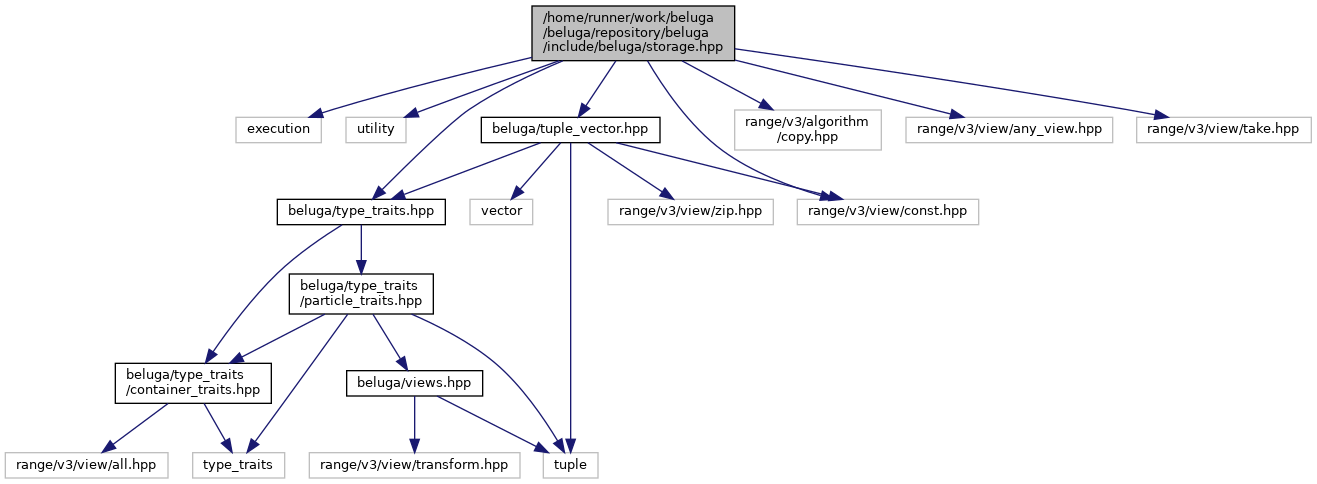 /home/runner/work/beluga
/beluga/repository/beluga
/include/beluga/storage.hpp
execution
utility
beluga/tuple_vector.hpp
range/v3/algorithm
/copy.hpp
range/v3/view/any_view.hpp
range/v3/view/take.hpp
beluga/type_traits.hpp
vector
range/v3/view/zip.hpp
range/v3/view/const.hpp
beluga/type_traits
/particle_traits.hpp
beluga/type_traits
/container_traits.hpp
beluga/views.hpp
range/v3/view/all.hpp
type_traits
range/v3/view/transform.hpp
tuple